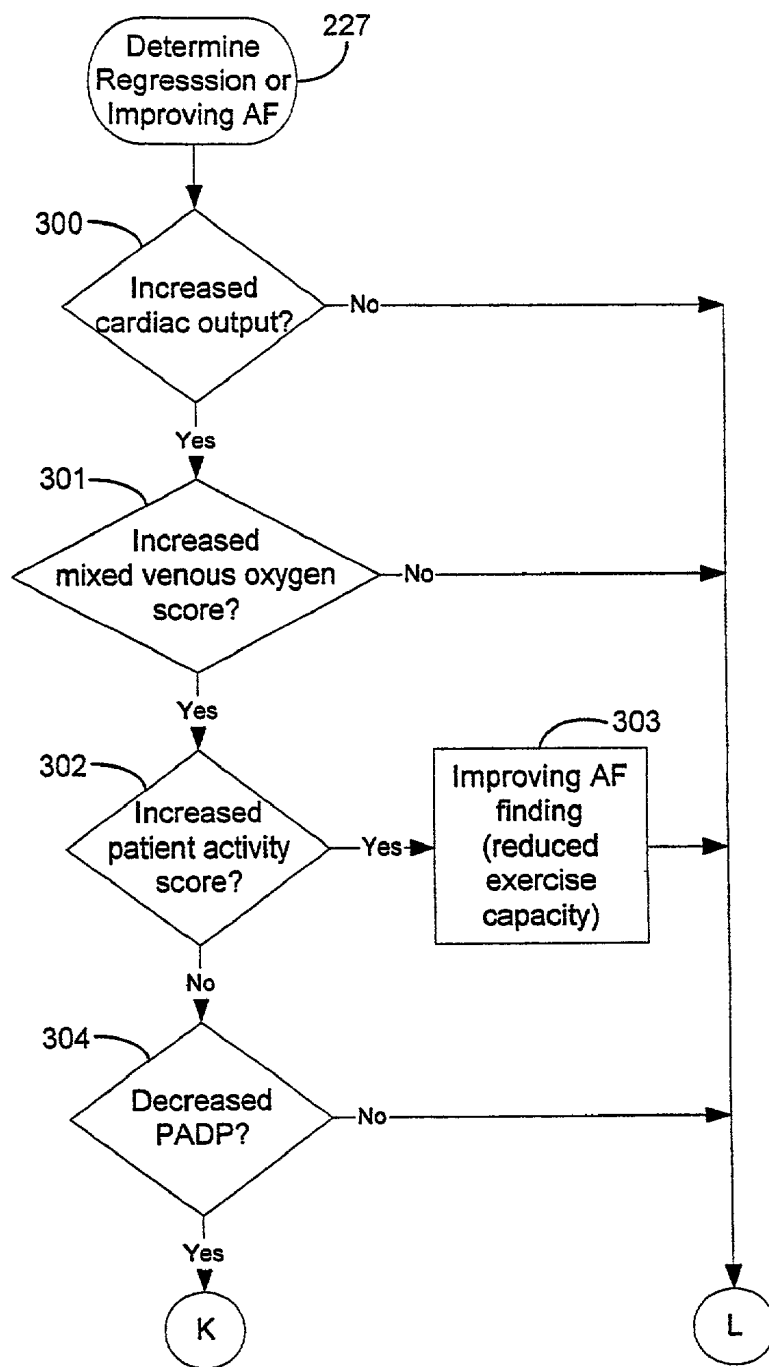 227
Determine
Regresssion or
Improving AF
300
Increased
cardiac output?
No
Yes
301
Increased
mixed venous oxygen
score?
No
Yes
302
Increased
patient activity
score?
Yes
303
Improving AF
finding
(reduced
exercise
capacity)
No
304
Decreased
PADP?
No
Yes
K
L